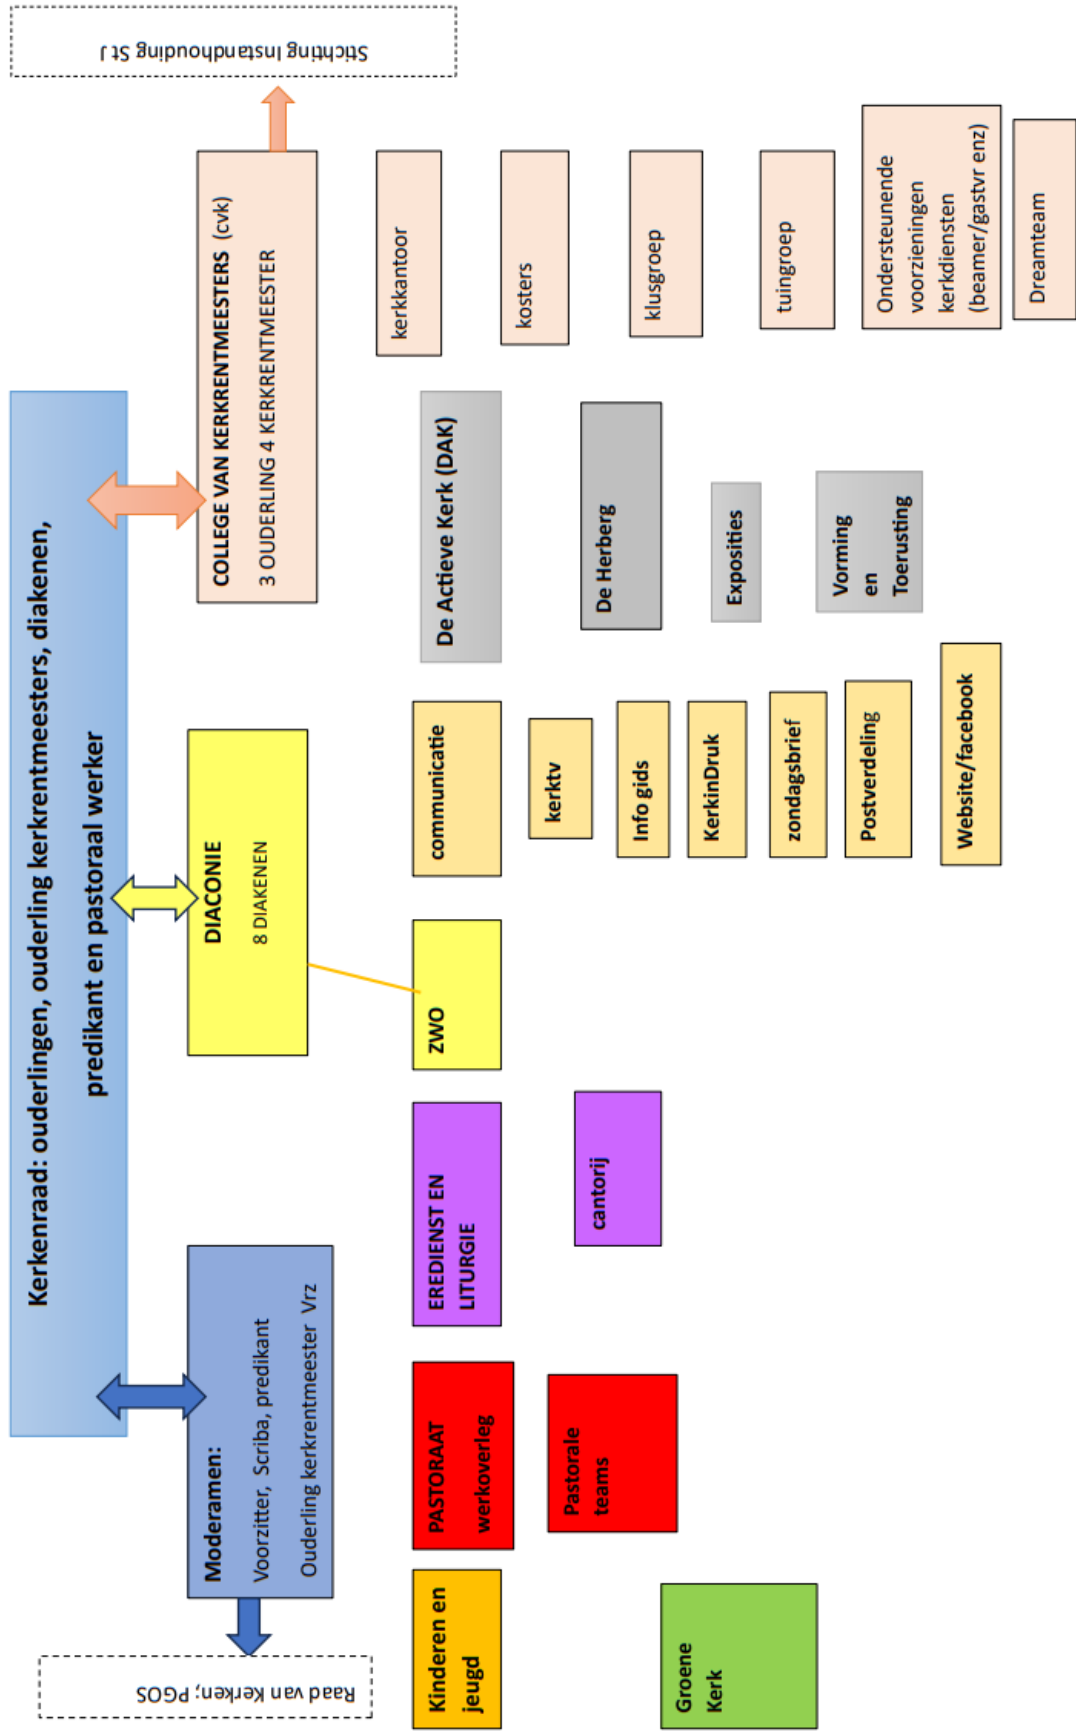 Kerkenraad: ouderlingen, ouderling kerkrentmeesters, diakenen,
predikant en pastoraal werker
Raad van Kerken; PGOS
Moderamen:
Voorzitter, Scriba, predikant
Ouderling kerkrentmeester Vrz
DIACONIE
8 DIAKENEN
COLLEGE VAN KERKRENTMEESTERS (cvk)
3 OUDERLING 4 KERKRENTMEESTER
Stichting Instandhouding St J
Kinderen en
jeugd
Groene
Kerk
PASTORAAT
werkoverleg
Pastorale
teams
EREDIENST EN
LITURGIE
cantorij
ZWO
communicatie
kerktv
Info gids
KerkinDruk
zondagsbrief
Postverdeling
Website/facebook
De Actieve Kerk (DAK)
De Herberg
Exposities
Vorming
en
Toerusting
kerkkantoor
kosters
klusgroep
tuingroep
Ondersteunende
voorzieningen
kerkdiensten
(beamer/gastvr enz)
Dreamteam